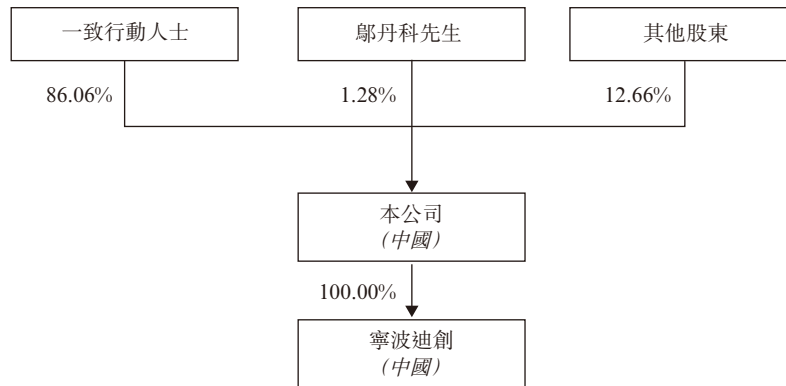 一致行動人士
鄔丹科先生
其他股東
86.06%
1.28%
12.66%
本公司
（中國）
100.00%
寧波迪創
（中國）